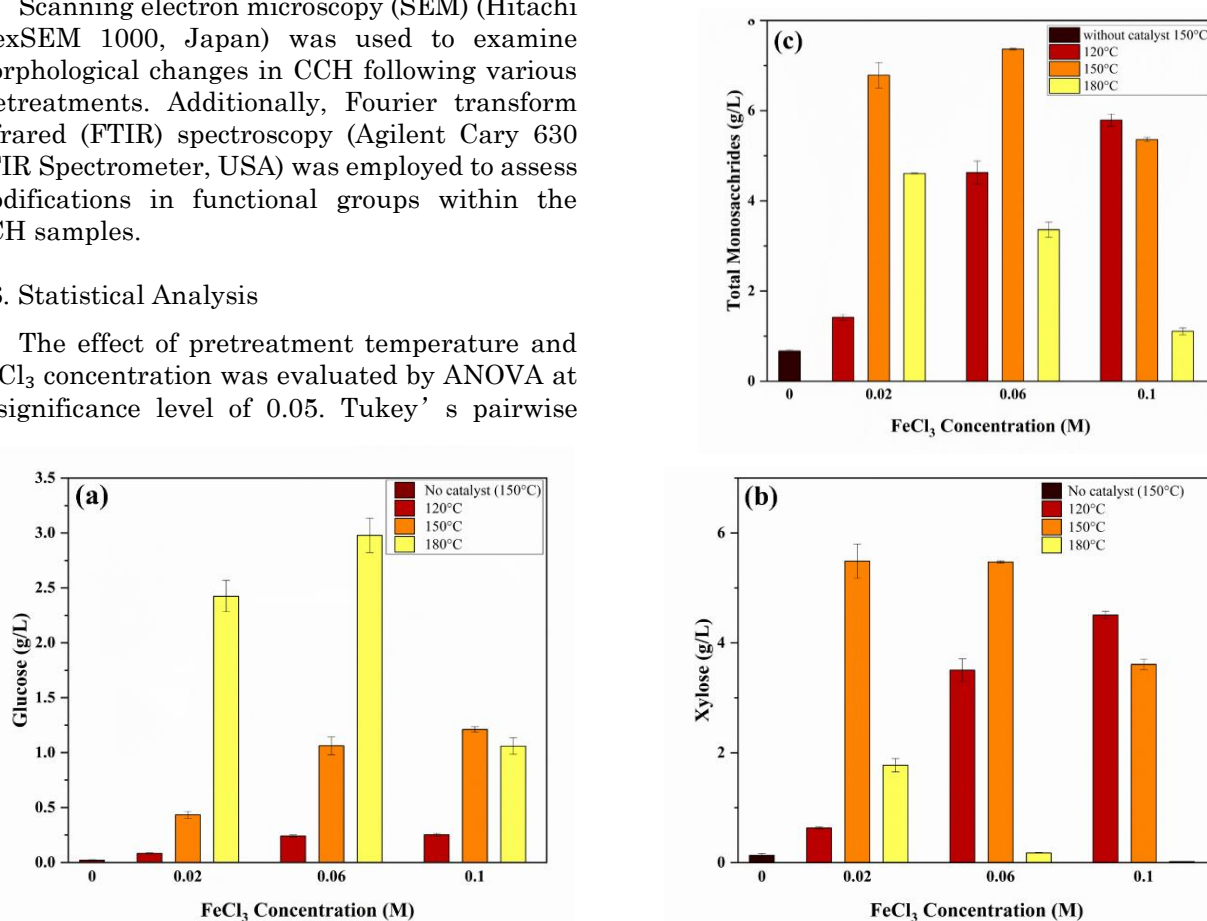 Scanning electron microscopy (SEM) (Hitachi
exSEM 1000, Japan) was used to examine
orphological changes in CCH following various
etreatments. Additionally, Fourier transform
frared (FTIR) spectroscopy (Agilent Cary 630
TIR Spectrometer, USA) was employed to assess
odifications in functional groups within the
CH samples.
. Statistical Analysis
The effect of pretreatment temperature and
Cl₃ concentration was evaluated by ANOVA at
significance level of 0.05. Tukey’s pairwise
(c)
without catalyst 150°C
120°C
150°C
180°C
Total Monosacchrides (g/L)
8
6
4
2
0
0 0.02 0.06 0.1
FeCl₃ Concentration (M)
(a)
No catalyst (150°C)
120°C
150°C
180°C
Glucose (g/L)
3.5
3.0
2.5
2.0
1.5
1.0
0.5
0.0
0 0.02 0.06 0.1
FeCl₃ Concentration (M)
(b)
No catalyst (150°C)
120°C
150°C
180°C
Xylose (g/L)
6
4
2
0
0 0.02 0.06 0.1
FeCl₃ Concentration (M)